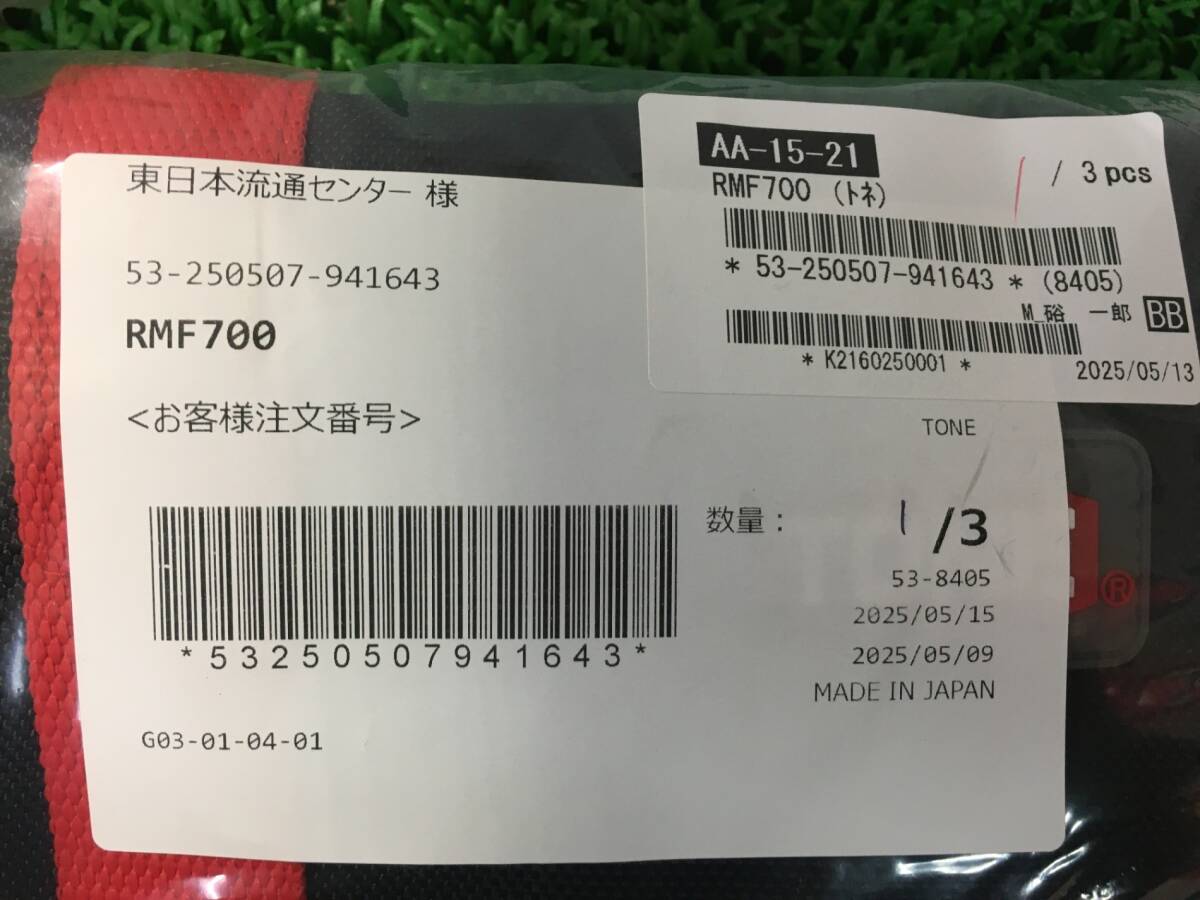 東日本流通センター 様
53-250507-941643
RMF700
<お客様注文番号>
*53250507941643*
G03-01-04-01
TONE
数量： 1 /3
53-8405
2025/05/15
2025/05/09
MADE IN JAPAN
AA-15-21
RMF700 (ﾄﾈ) 1 / 3 pcs
* 53-250507-941643 * (8405)
M_硲 一郎 BB
* K2160250001 *
2025/05/13
®